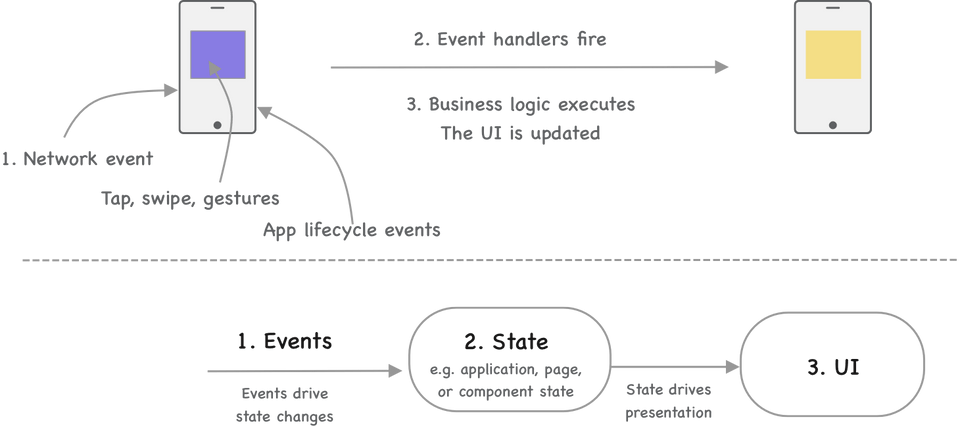 2. Event handlers fire
3. Business logic executes
The UI is updated
1. Network event
Tap, swipe, gestures
App lifecycle events
1. Events
Events drive
state changes
2. State
e.g. application, page,
or component state
State drives
presentation
3. UI